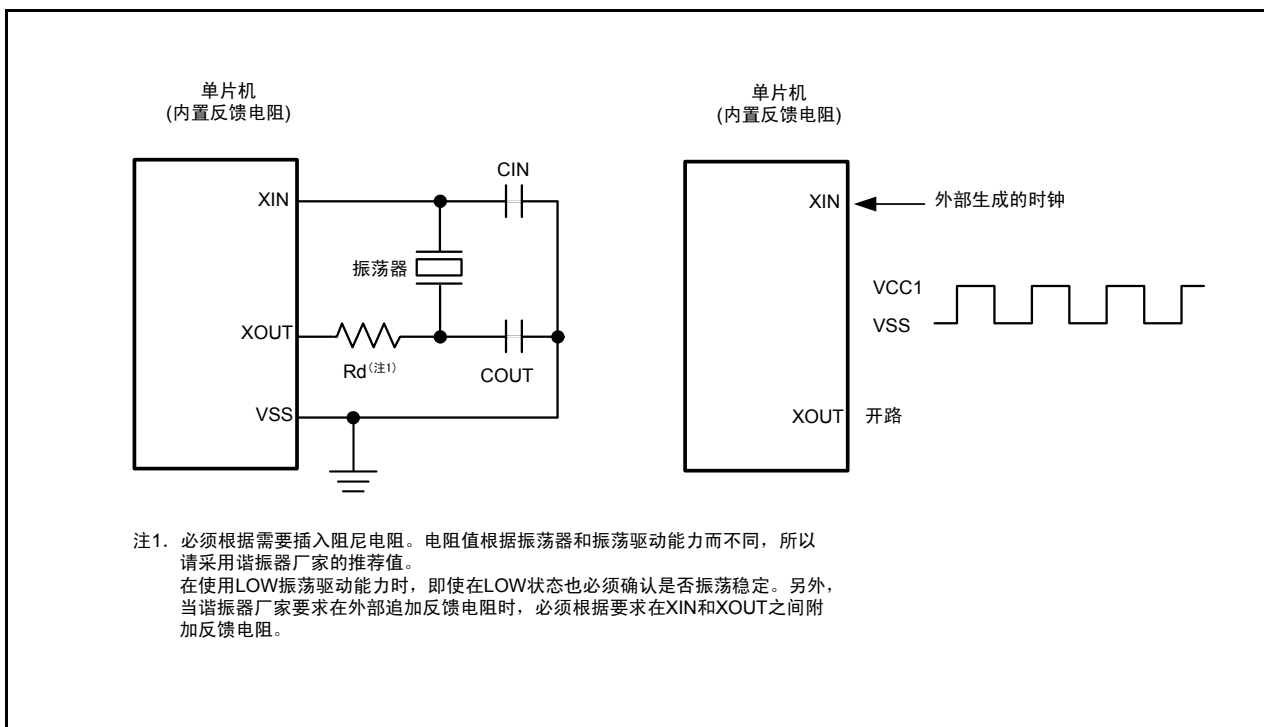 单片机
(内置反馈电阻)
XIN
XOUT
VSS
CIN
振荡器
Rd(注1)
COUT
单片机
(内置反馈电阻)
XIN
外部生成的时钟
VCC1
VSS
XOUT
开路
注1. 必须根据需要插入阻尼电阻。电阻值根据振荡器和振荡驱动能力而不同，所以
请采用谐振器厂家的推荐值。
在使用LOW振荡驱动能力时，即使在LOW状态也必须确认是否振荡稳定。另外，
当谐振器厂家要求在外部追加反馈电阻时，必须根据要求在XIN和XOUT之间附
加反馈电阻。